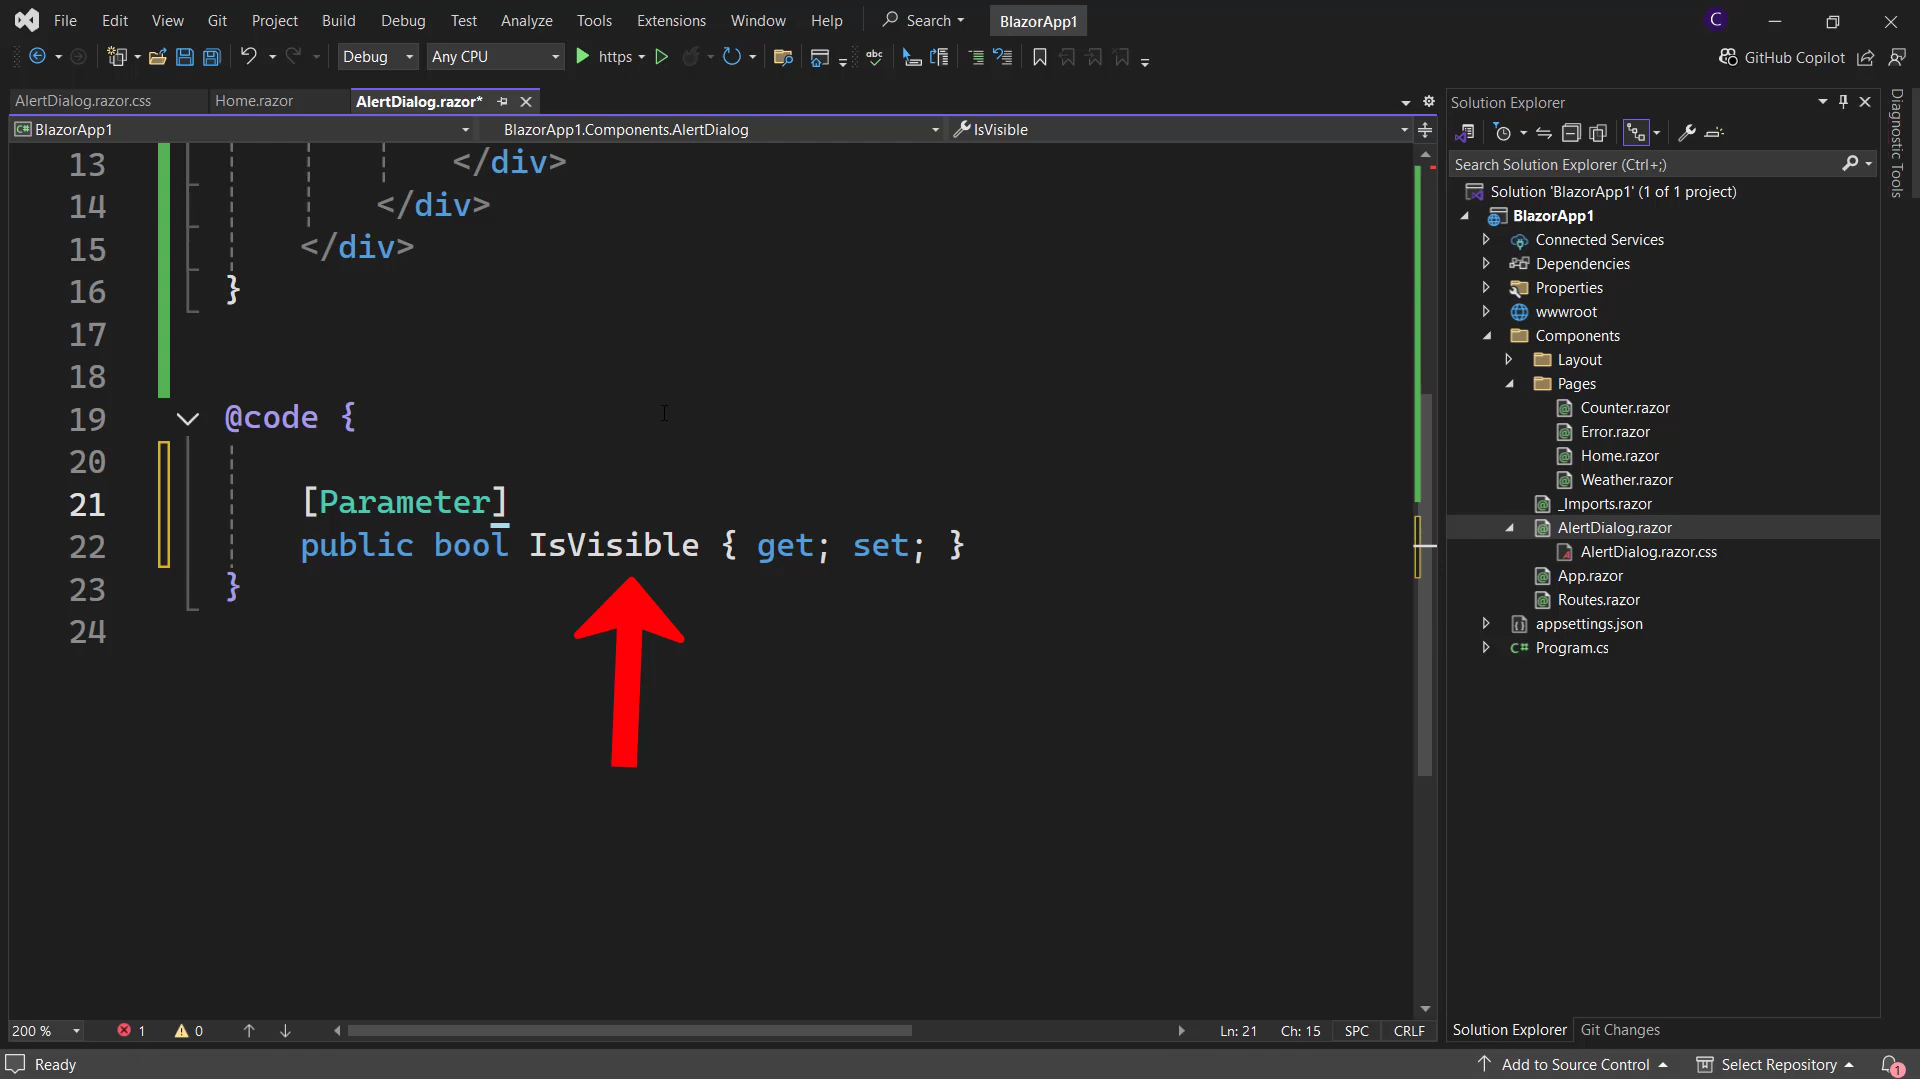 File Edit View Git Project Build Debug Test Analyze Tools Extensions Window Help Search BlazorApp1 C
Debug Any CPU https abc GitHub Copilot
AlertDialog.razor.css Home.razor AlertDialog.razor*
C# BlazorApp1 BlazorApp1.Components.AlertDialog IsVisible
13 </div>
14 </div>
15 </div>
16 }
17
18
19 @code {
20
21 [Parameter]
22 public bool IsVisible { get; set; }
23 }
24
200 % 1 0 Ln: 21 Ch: 15 SPC CRLF
Solution Explorer
Search Solution Explorer (Ctrl+;)
Solution 'BlazorApp1' (1 of 1 project)
BlazorApp1
Connected Services
Dependencies
Properties
wwwroot
Components
Layout
Pages
Counter.razor
Error.razor
Home.razor
Weather.razor
_Imports.razor
AlertDialog.razor
AlertDialog.razor.css
App.razor
Routes.razor
appsettings.json
C# Program.cs
Solution Explorer Git Changes
Diagnostic Tools
Ready Add to Source Control Select Repository 1